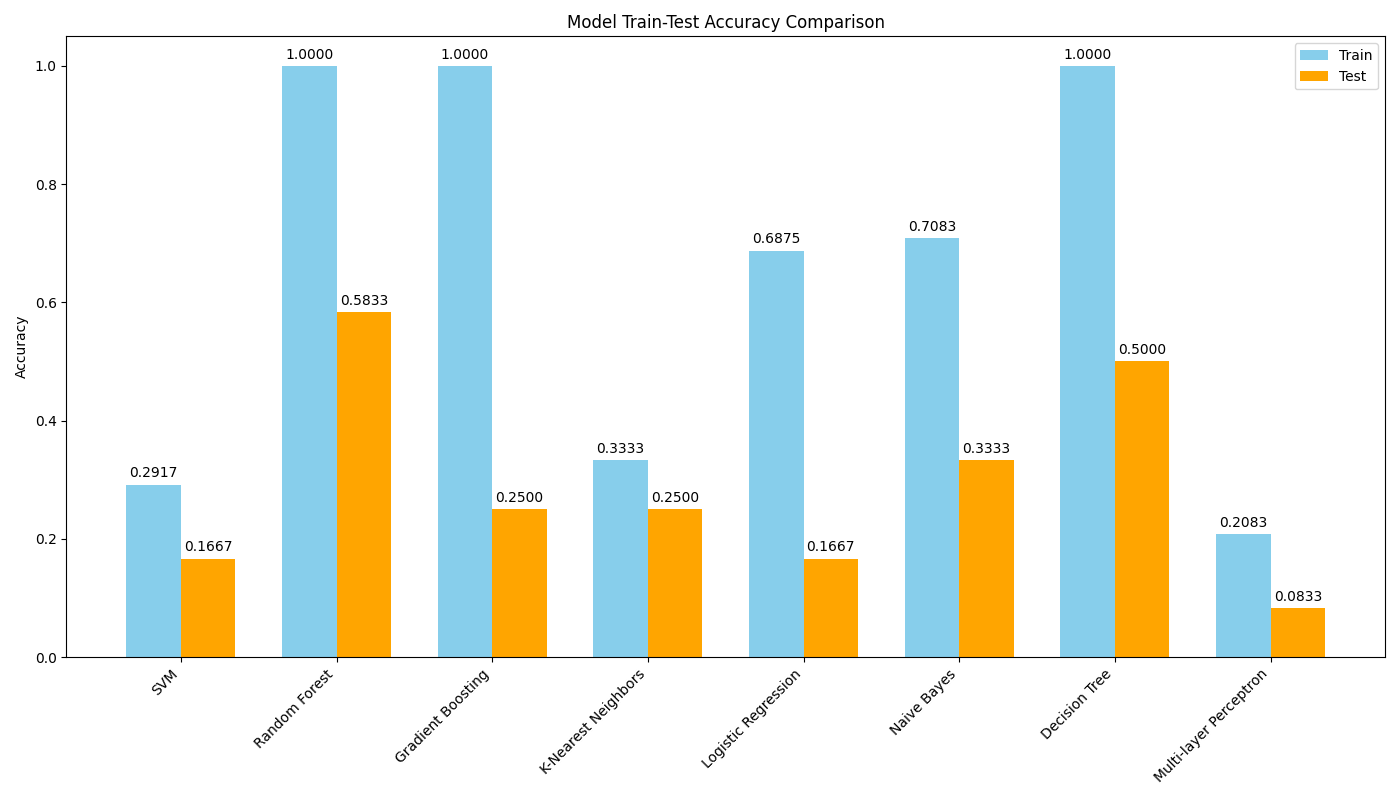 Model Train-Test Accuracy Comparison
Train
Test
Accuracy
1.0
0.8
0.6
0.4
0.2
0.0
0.2917
0.1667
1.0000
0.5833
1.0000
0.2500
0.3333
0.2500
0.6875
0.1667
0.7083
0.3333
1.0000
0.5000
0.2083
0.0833
SVM
Random Forest
Gradient Boosting
K-Nearest Neighbors
Logistic Regression
Naive Bayes
Decision Tree
Multi-layer Perceptron